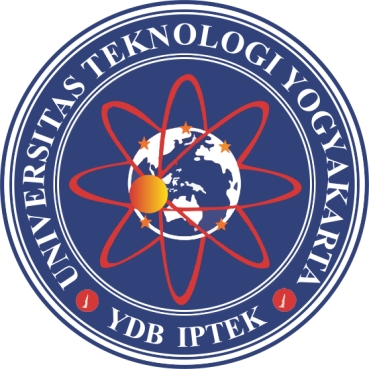 UNIVERSITAS TEKNOLOGI YOGYAKARTA
YDB IPTEK